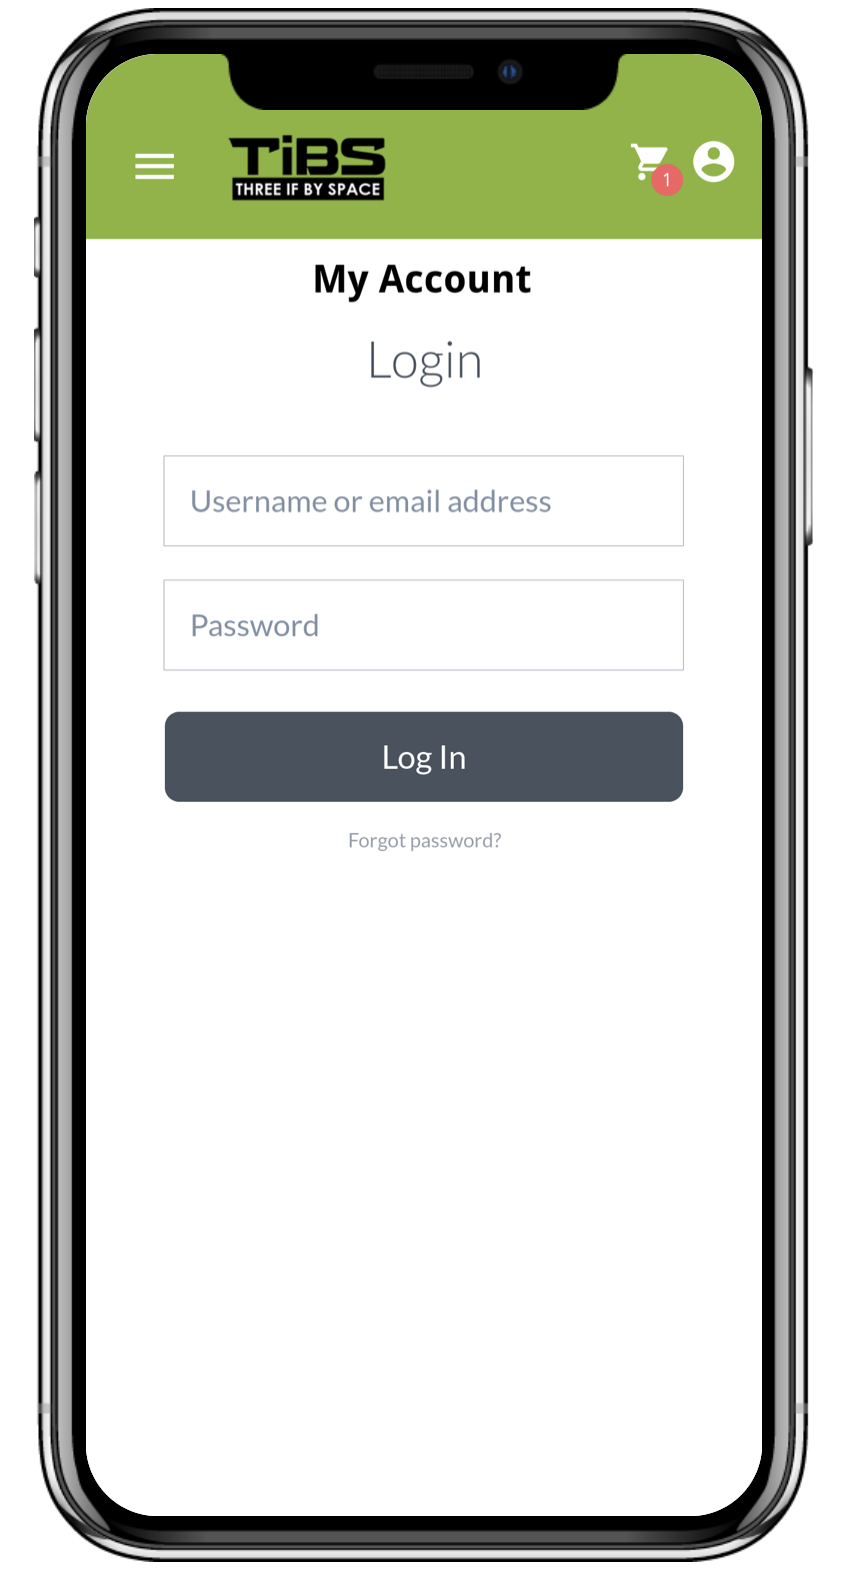 TiBS
THREE IF BY SPACE
1
My Account
Login
Username or email address
Password
Log In
Forgot password?